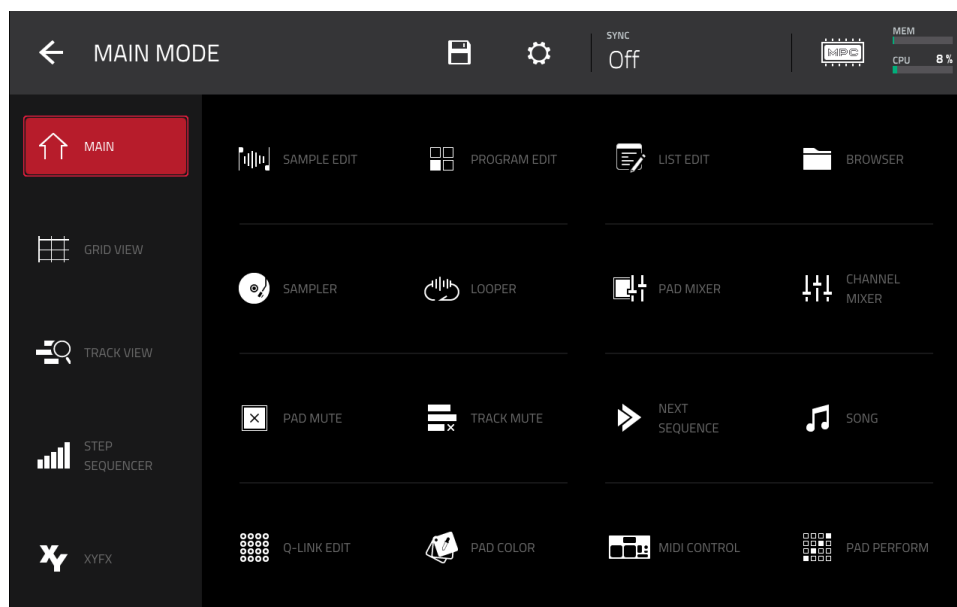 MAIN MODE
SYNC
Off
MPC
MEM
CPU 8%
MAIN
SAMPLE EDIT
PROGRAM EDIT
LIST EDIT
BROWSER
GRID VIEW
SAMPLER
LOOPER
PAD MIXER
CHANNEL
MIXER
TRACK VIEW
PAD MUTE
TRACK MUTE
NEXT
SEQUENCE
SONG
STEP
SEQUENCER
XY
XYFX
Q-LINK EDIT
PAD COLOR
MIDI CONTROL
PAD PERFORM